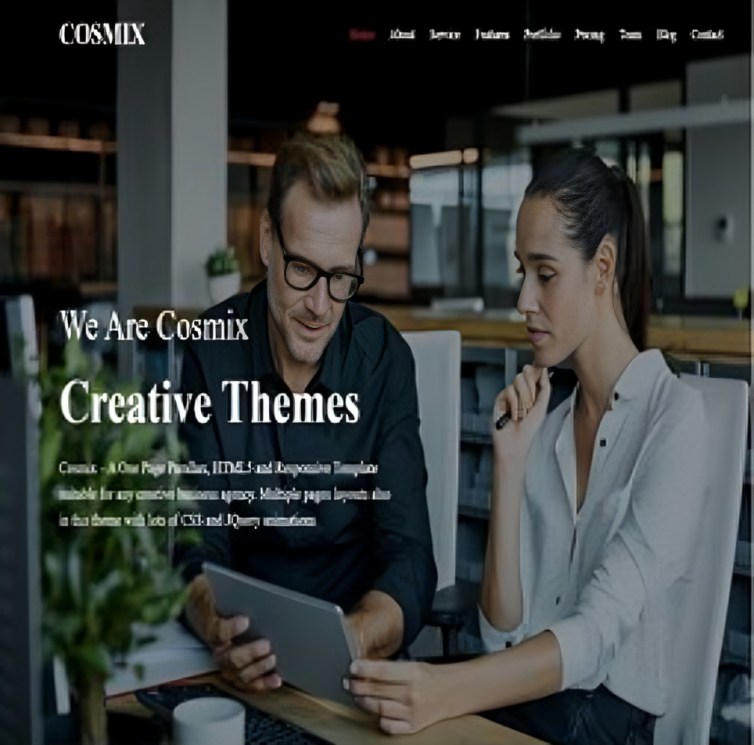 COSMIX
Home About Service Features Portfolio Pricing Team Blog Contact
We Are Cosmix
Creative Themes
Cosmix - A One Page Parallax, HTML5 and Responsive Template
suitable for any creative business agency. Multiple pages layouts also
in this theme with lots of CSS and JQuery animations